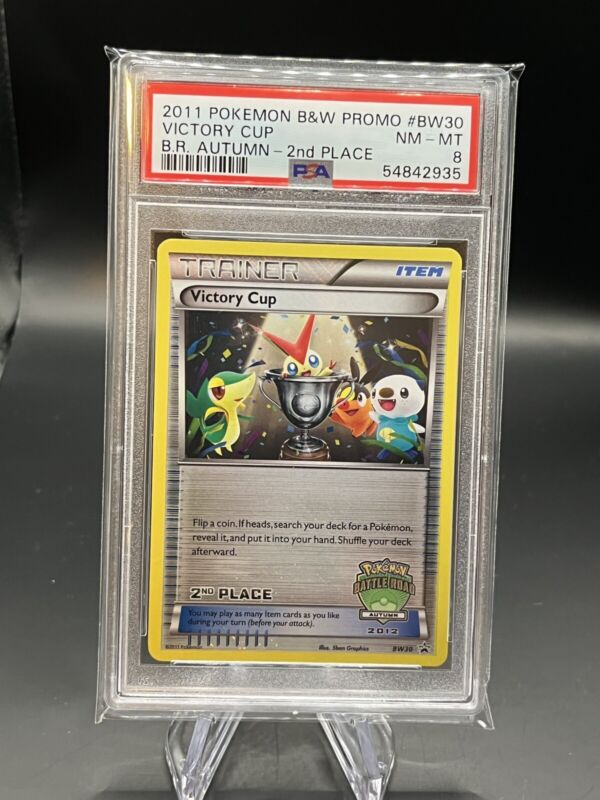 2011 POKEMON B&W PROMO #BW30
VICTORY CUP NM-MT
B.R. AUTUMN-2nd PLACE 8
PSA 54842935
TRAINER ITEM
Victory Cup
Flip a coin. If heads, search your deck for a Pokémon,
reveal it, and put it into your hand. Shuffle your deck
afterward.
2ND PLACE
Pokémon
BATTLE ROAD
AUTUMN
2012
You may play as many Item cards as you like
during your turn (before your attack).
©2011 Pokémon Illus. Sben Graphics BW30